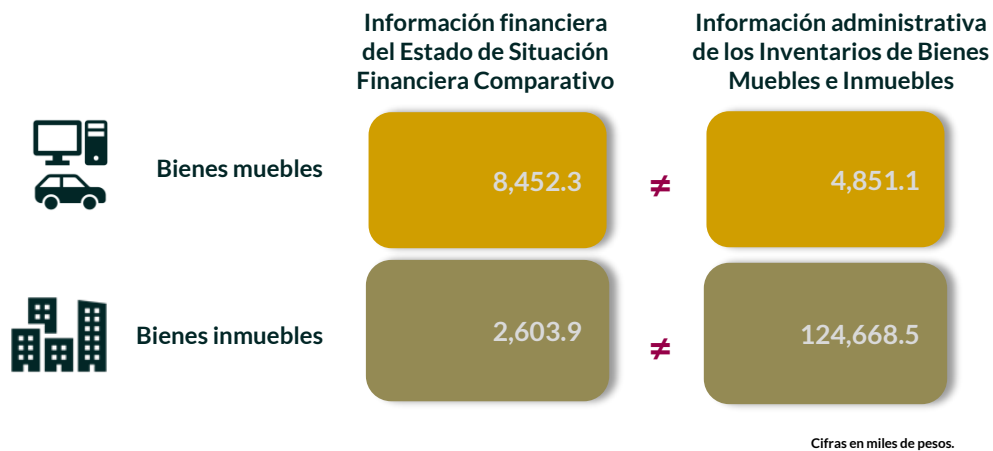 Información financiera
del Estado de Situación
Financiera Comparativo
Información administrativa
de los Inventarios de Bienes
Muebles e Inmuebles
Bienes muebles
8,452.3
≠
4,851.1
Bienes inmuebles
2,603.9
≠
124,668.5
Cifras en miles de pesos.